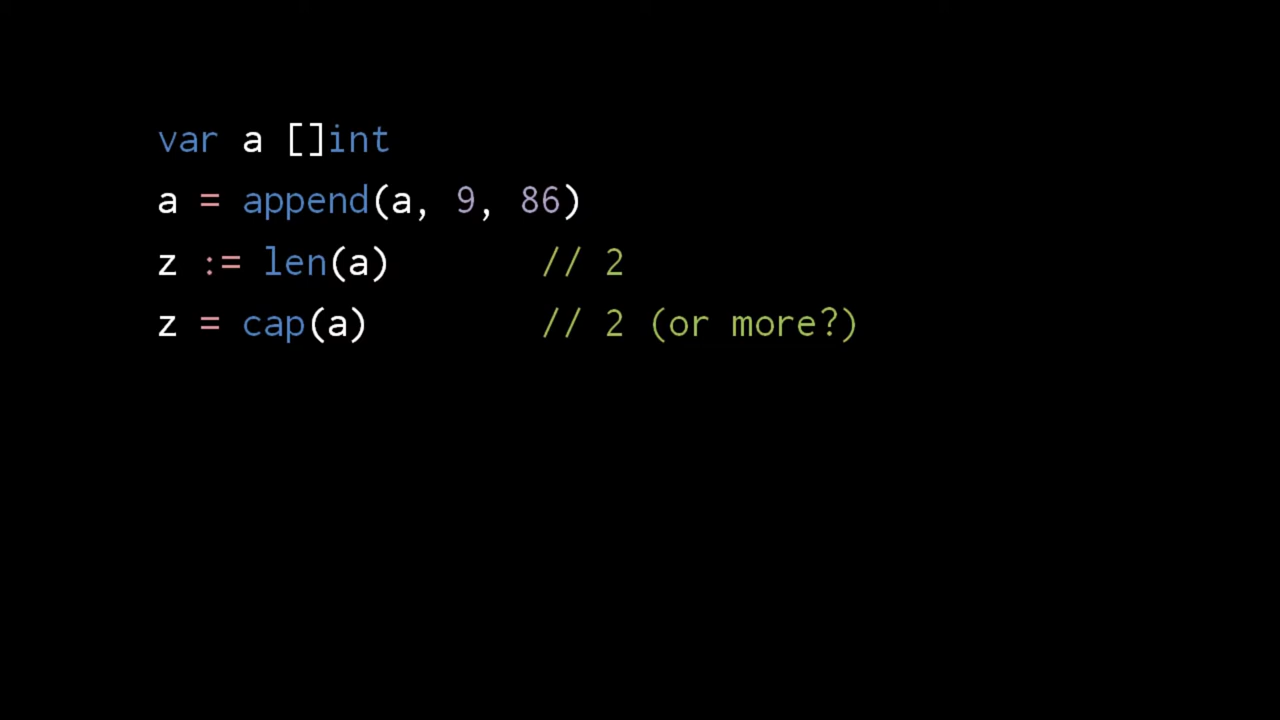 var a []int
a = append(a, 9, 86)
z := len(a) // 2
z = cap(a) // 2 (or more?)